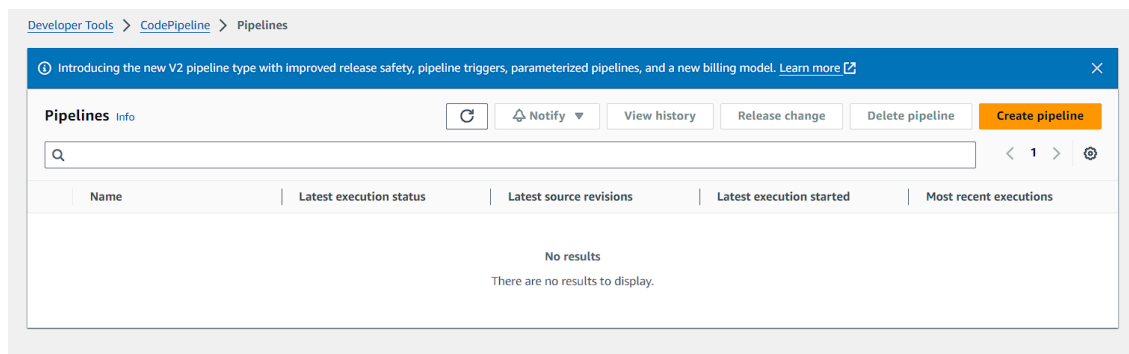 Developer Tools > CodePipeline > Pipelines
Introducing the new V2 pipeline type with improved release safety, pipeline triggers, parameterized pipelines, and a new billing model. Learn more
Pipelines Info Notify View history Release change Delete pipeline Create pipeline
1
Name Latest execution status Latest source revisions Latest execution started Most recent executions
No results
There are no results to display.